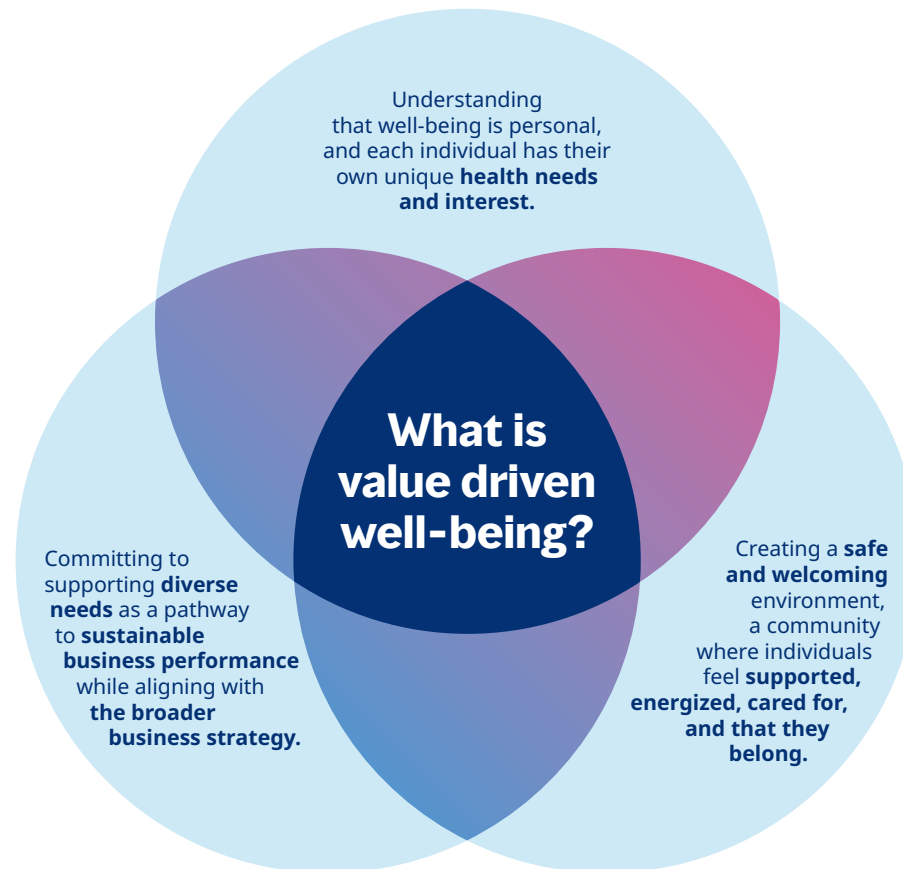 Understanding
that well-being is personal,
and each individual has their
own unique health needs
and interest.
What is
value driven
well-being?
Committing to
supporting diverse
needs as a pathway
to sustainable
business performance
while aligning with
the broader
business strategy.
Creating a safe
and welcoming
environment,
a community
where individuals
feel supported,
energized, cared for,
and that they
belong.